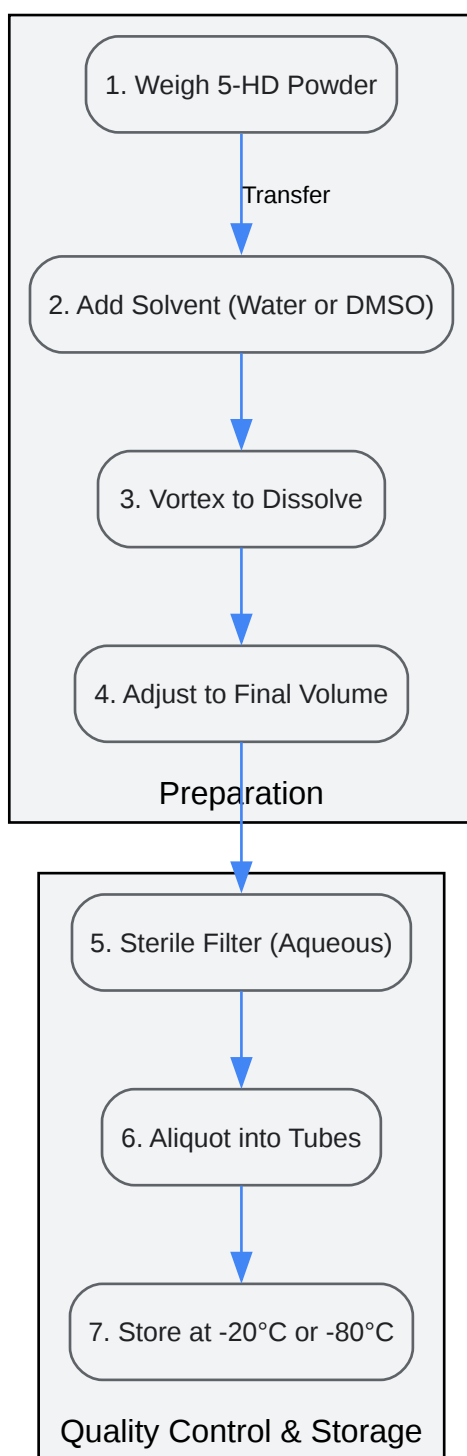 1. Weigh 5-HD Powder
Transfer
2. Add Solvent (Water or DMSO)
3. Vortex to Dissolve
4. Adjust to Final Volume
Preparation
5. Sterile Filter (Aqueous)
6. Aliquot into Tubes
7. Store at -20°C or -80°C
Quality Control & Storage